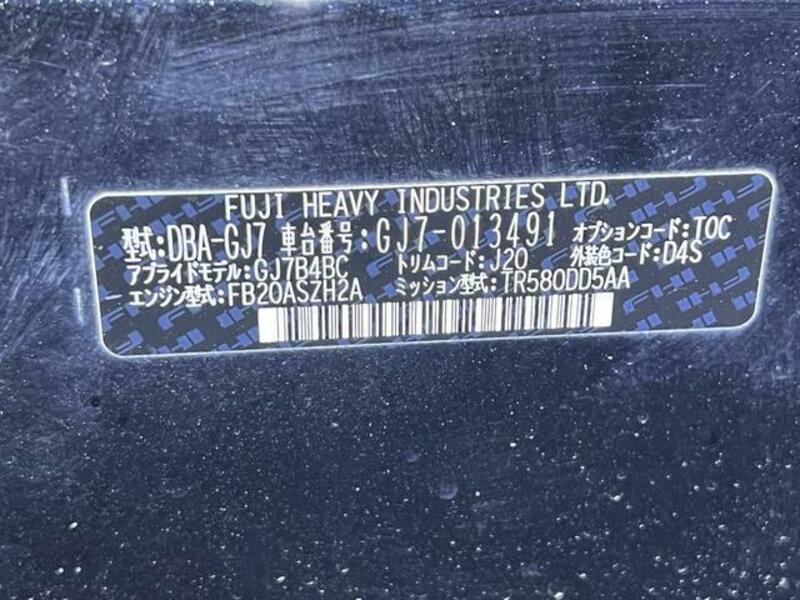 FUJI HEAVY INDUSTRIES LTD.
型式:DBA-GJ7 車台番号:GJ7-013491 オプションコード:TOC
アプライドモデル:GJ7B4BC トリムコード:J20 外装色コード:D4S
エンジン型式:FB20ASZH2A ミッション型式:TR580DD5AA